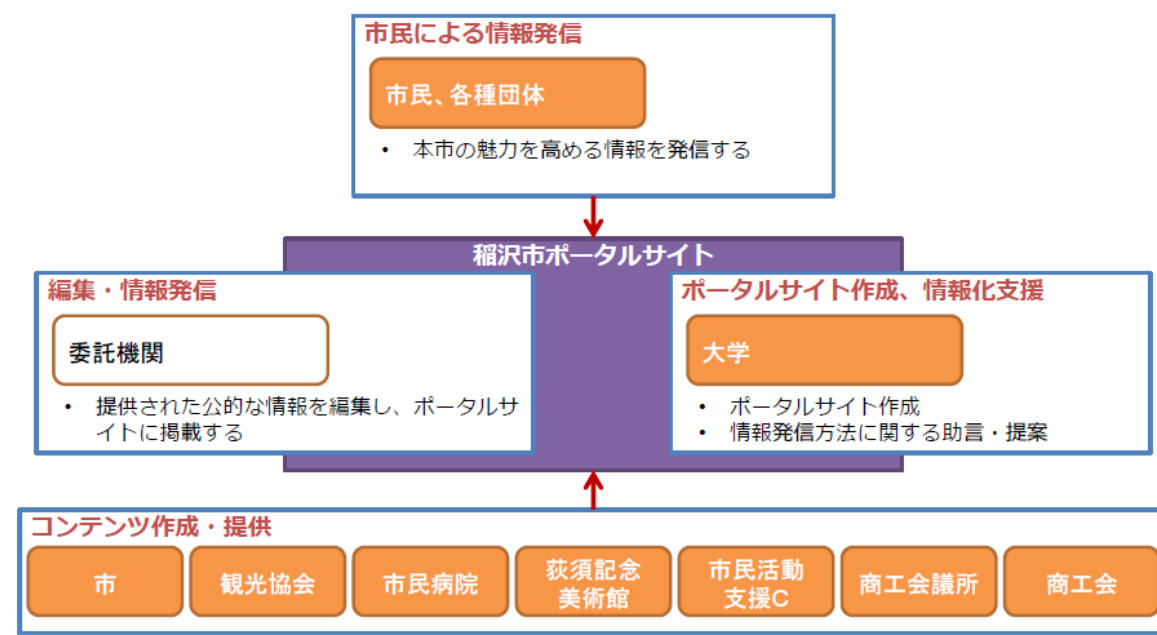 市民による情報発信
市民、各種団体
• 本市の魅力を高める情報を発信する
稲沢市ポータルサイト
編集・情報発信
委託機関
• 提供された公的な情報を編集し、ポータルサ
イトに掲載する
ポータルサイト作成、情報化支援
大学
• ポータルサイト作成
• 情報発信方法に関する助言・提案
コンテンツ作成・提供
市
観光協会
市民病院
荻須記念
美術館
市民活動
支援C
商工会議所
商工会